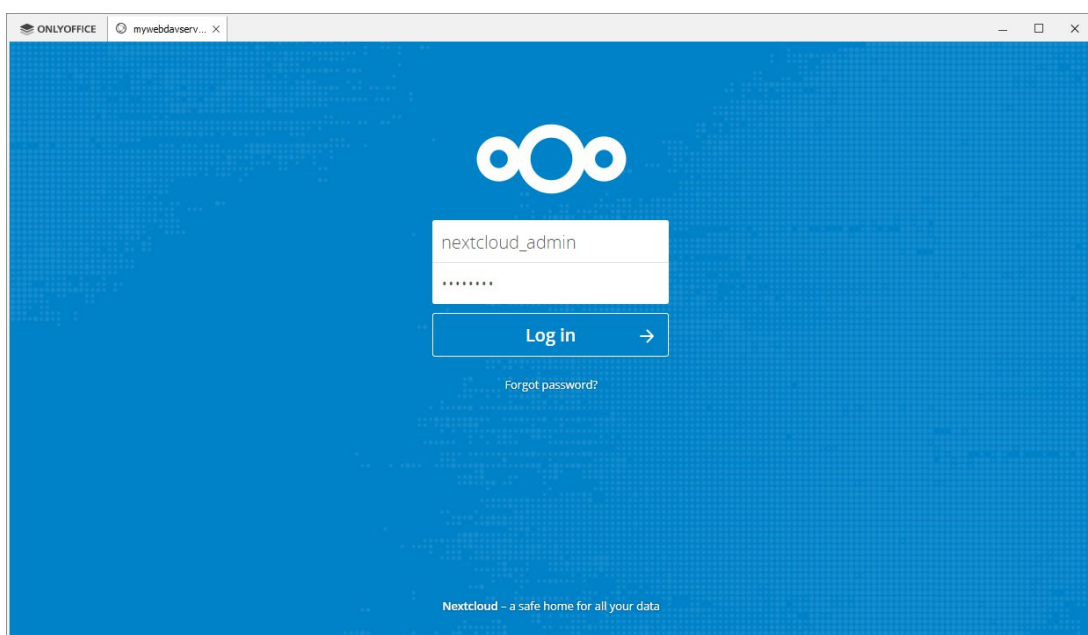 ONLYOFFICE
mywebdavserv...
nextcloud_admin
........
Log in
Forgot password?
Nextcloud – a safe home for all your data